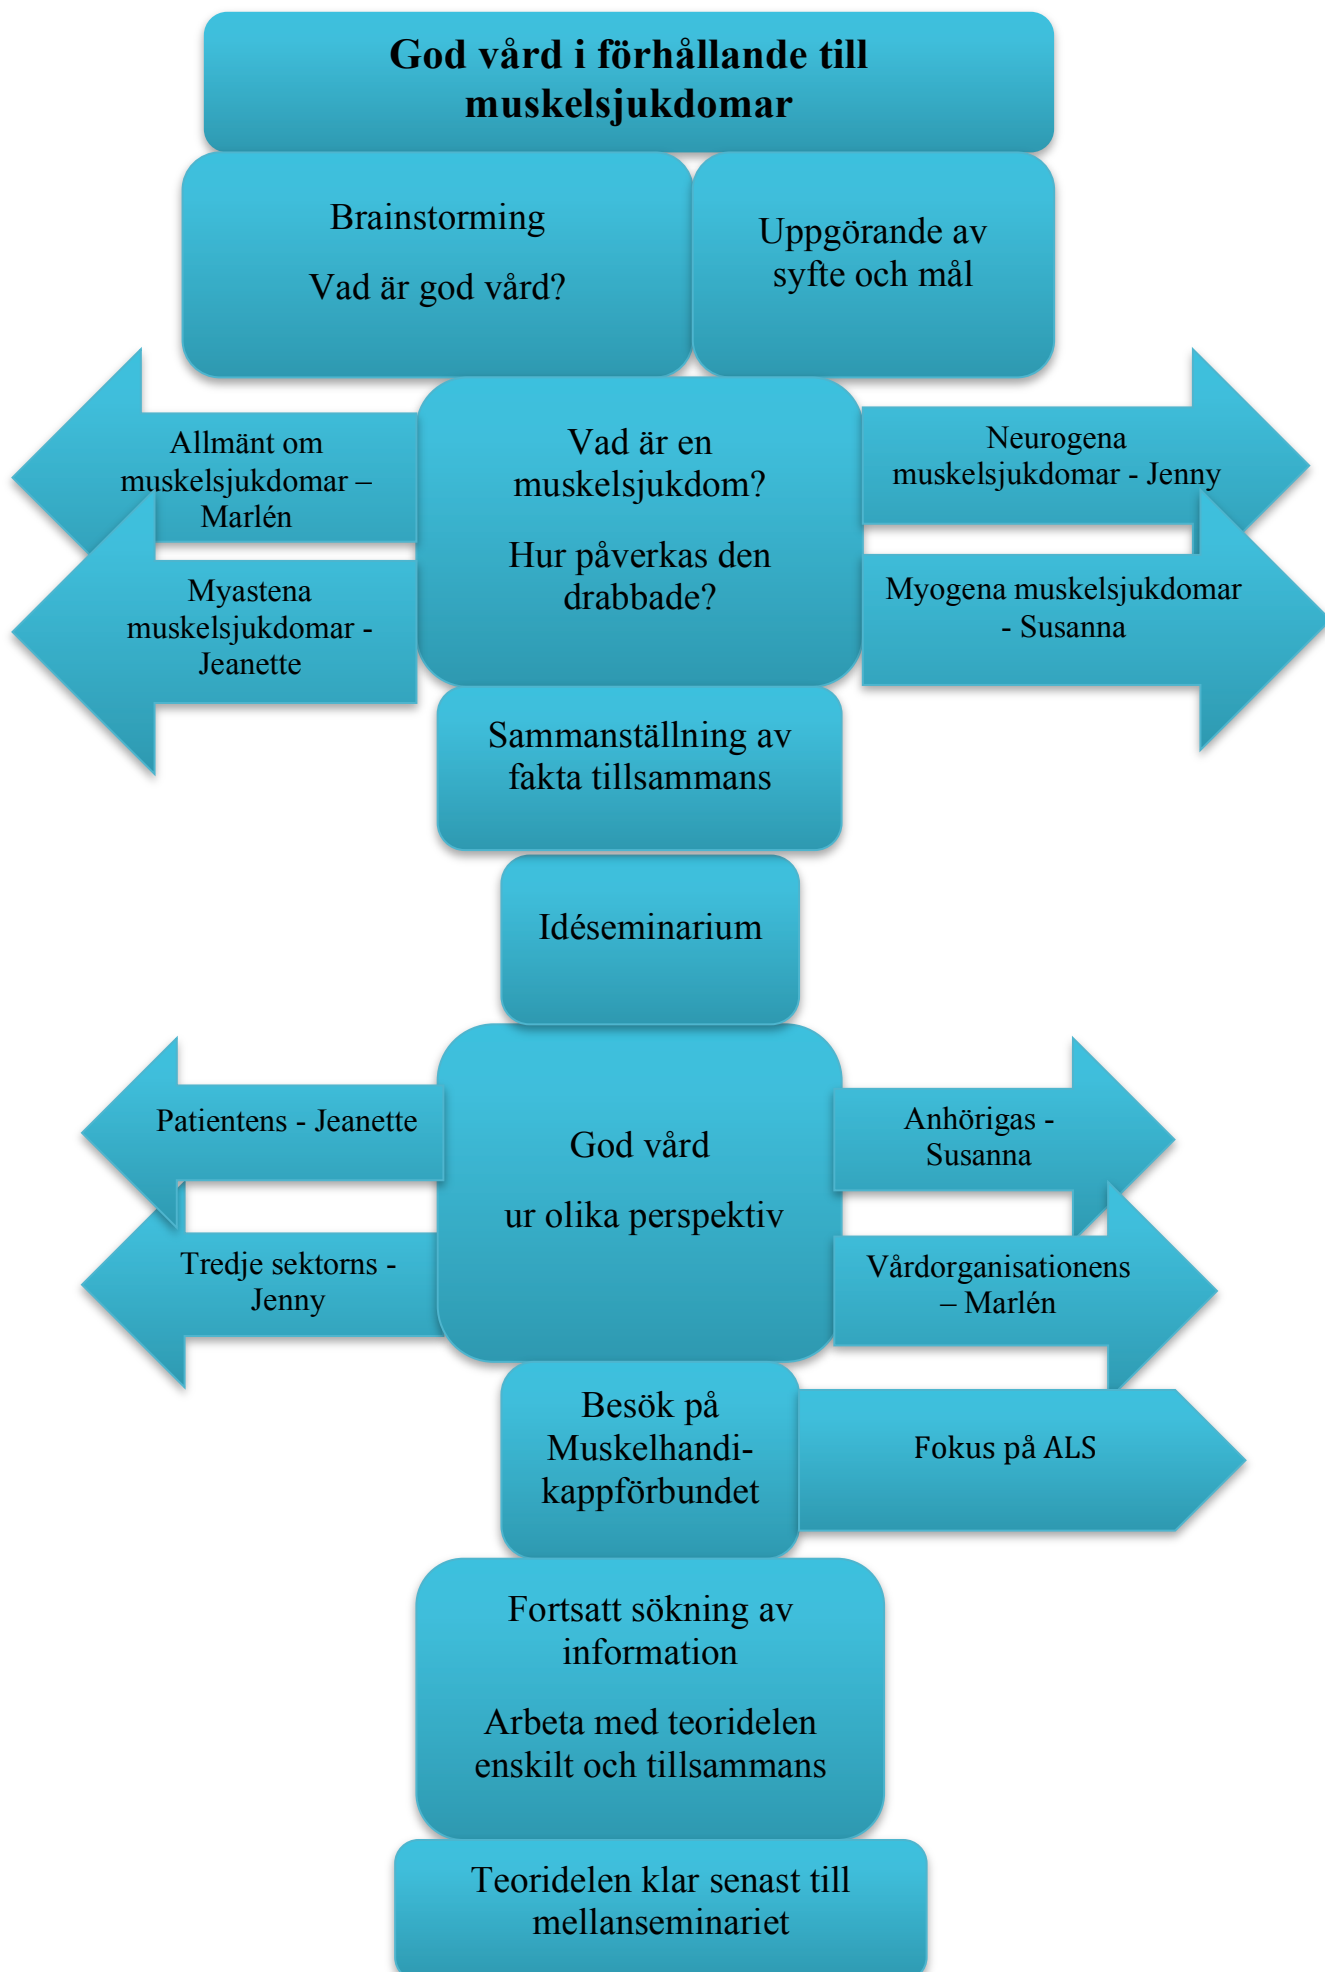 God vård i förhållande till
muskelsjukdomar
Brainstorming
Vad är god vård?
Uppgörande av
syfte och mål
Allmänt om
muskelsjukdomar –
Marlén
Vad är en
muskelsjukdom?
Hur påverkas den
drabbade?
Neurogena
muskelsjukdomar - Jenny
Myastena
muskelsjukdomar -
Jeanette
Myogena muskelsjukdomar
- Susanna
Sammanställning av
fakta tillsammans
Idéseminarium
Patientens - Jeanette
God vård
ur olika perspektiv
Anhörigas -
Susanna
Tredje sektorns -
Jenny
Vårdorganisationens
– Marlén
Besök på
Muskelhandi-
kappförbundet
Fokus på ALS
Fortsatt sökning av
information
Arbeta med teoridelen
enskilt och tillsammans
Teoridelen klar senast till
mellanseminariet